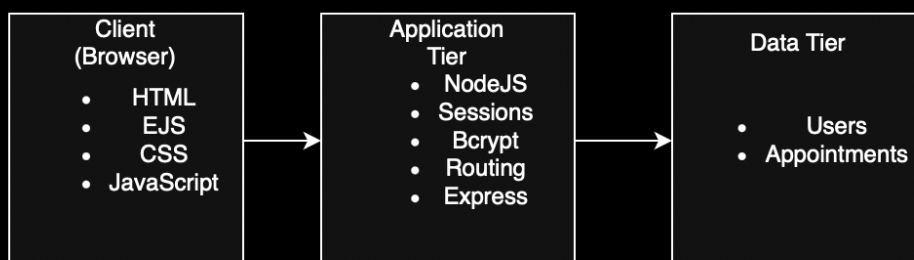 Client
(Browser)
• HTML
• EJS
• CSS
• JavaScript
Application
Tier
• NodeJS
• Sessions
• Bcrypt
• Routing
• Express
Data Tier
• Users
• Appointments